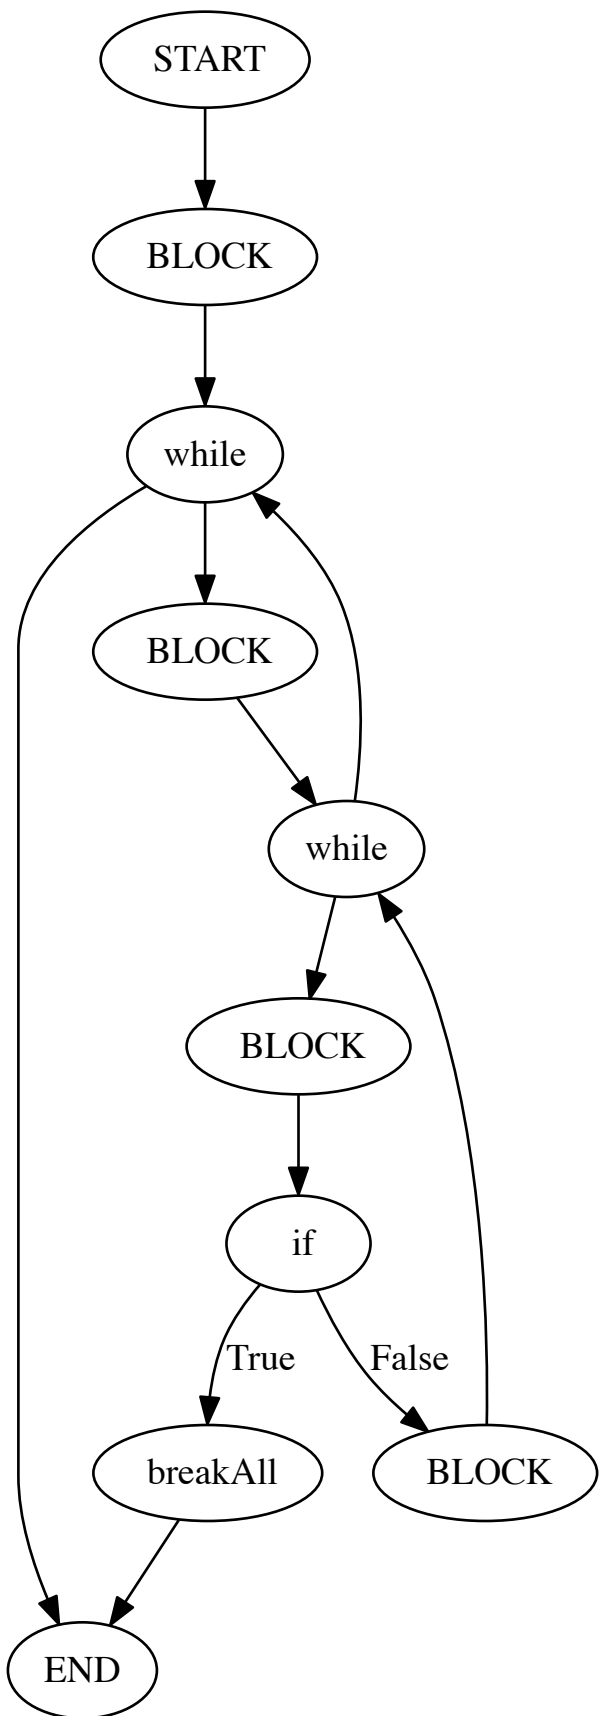 START
BLOCK
while
BLOCK
while
BLOCK
if
True
False
breakAll
BLOCK
END